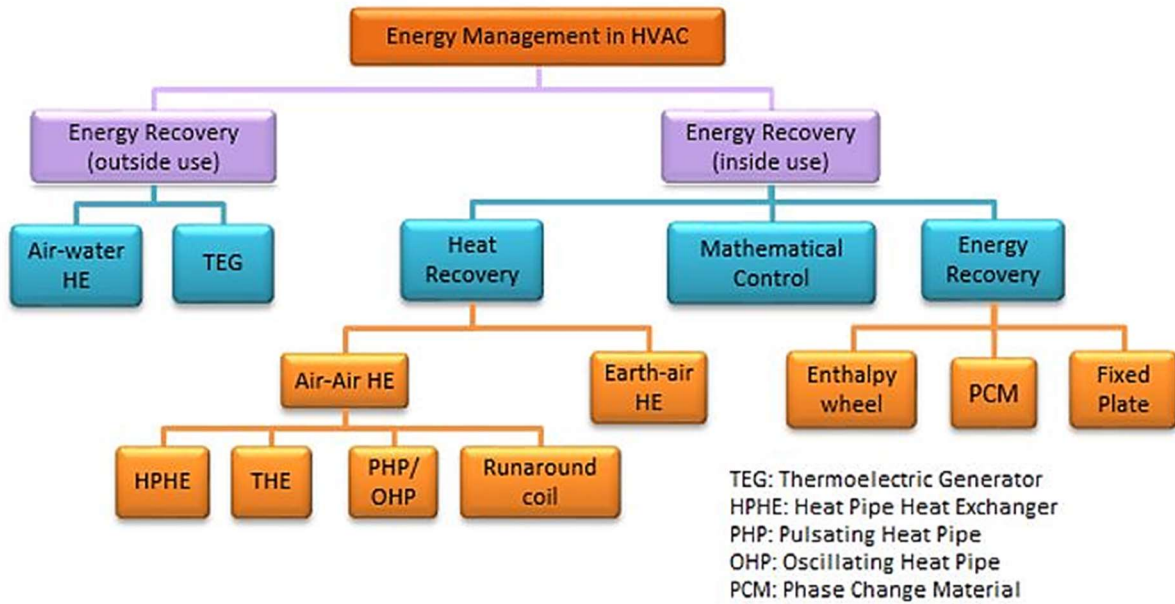 Energy Management in HVAC
Energy Recovery
(outside use)
Energy Recovery
(inside use)
Air-water
HE
TEG
Heat
Recovery
Mathematical
Control
Energy
Recovery
Air-Air HE
Earth-air
HE
Enthalpy
wheel
PCM
Fixed
Plate
HPHE
THE
PHP/
OHP
Runaround
coil
TEG: Thermoelectric Generator
HPHE: Heat Pipe Heat Exchanger
PHP: Pulsating Heat Pipe
OHP: Oscillating Heat Pipe
PCM: Phase Change Material